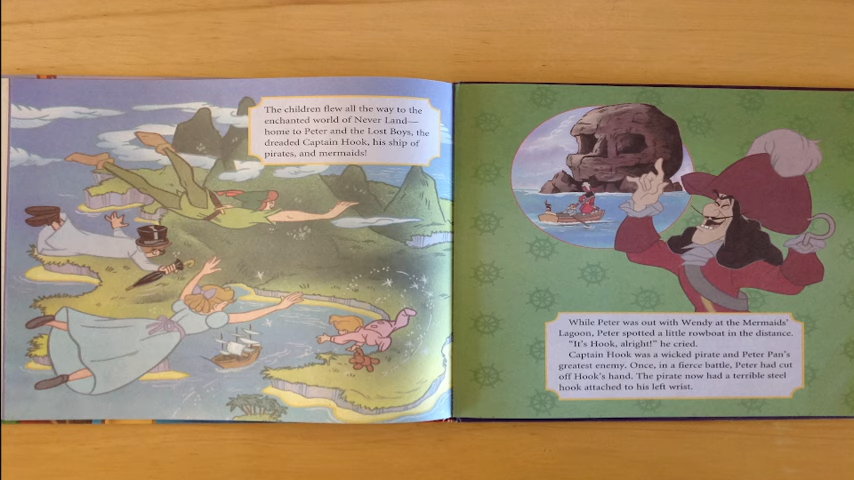 The children flew all the way to the
enchanted world of Never Land—
home to Peter and the Lost Boys, the
dreaded Captain Hook, his ship of
pirates, and mermaids!
While Peter was out with Wendy at the Mermaids'
Lagoon, Peter spotted a little rowboat in the distance.
"It's Hook, alright!" he cried.
Captain Hook was a wicked pirate and Peter Pan's
greatest enemy. Once, in a fierce battle, Peter had cut
off Hook's hand. The pirate now had a terrible steel
hook attached to his left wrist.